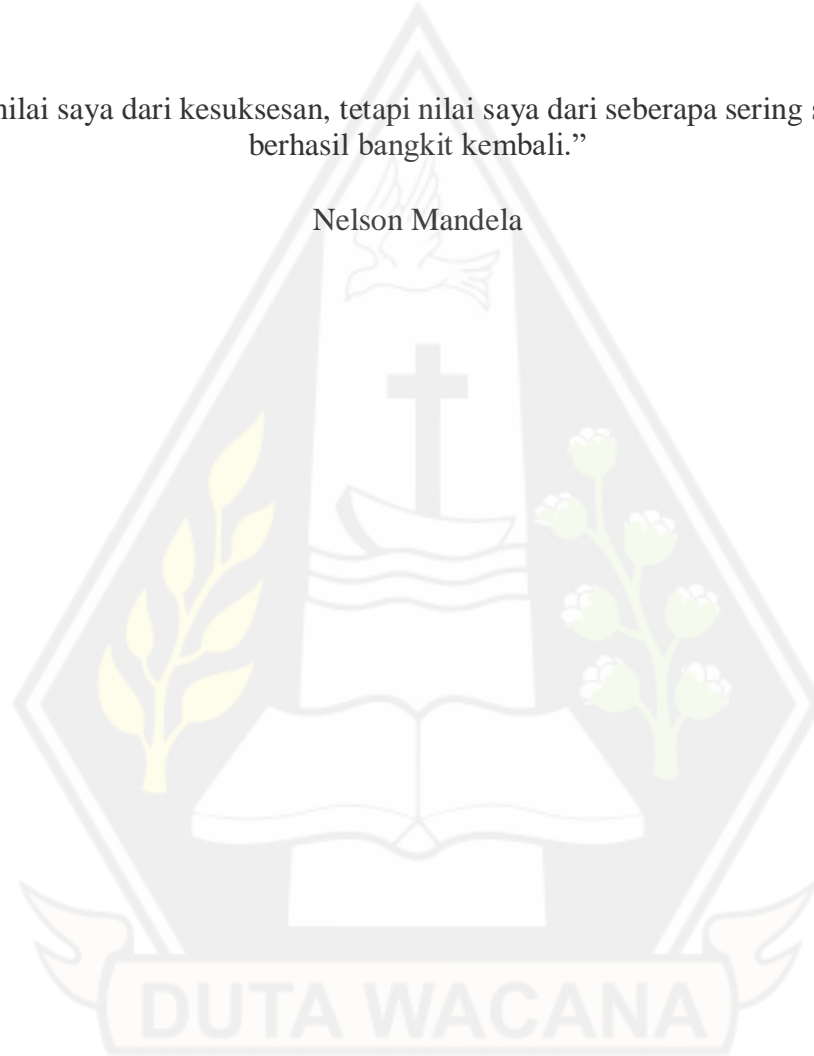 nilai saya dari kesuksesan, tetapi nilai saya dari seberapa sering
berhasil bangkit kembali.”
Nelson Mandela
DUTA WACANA